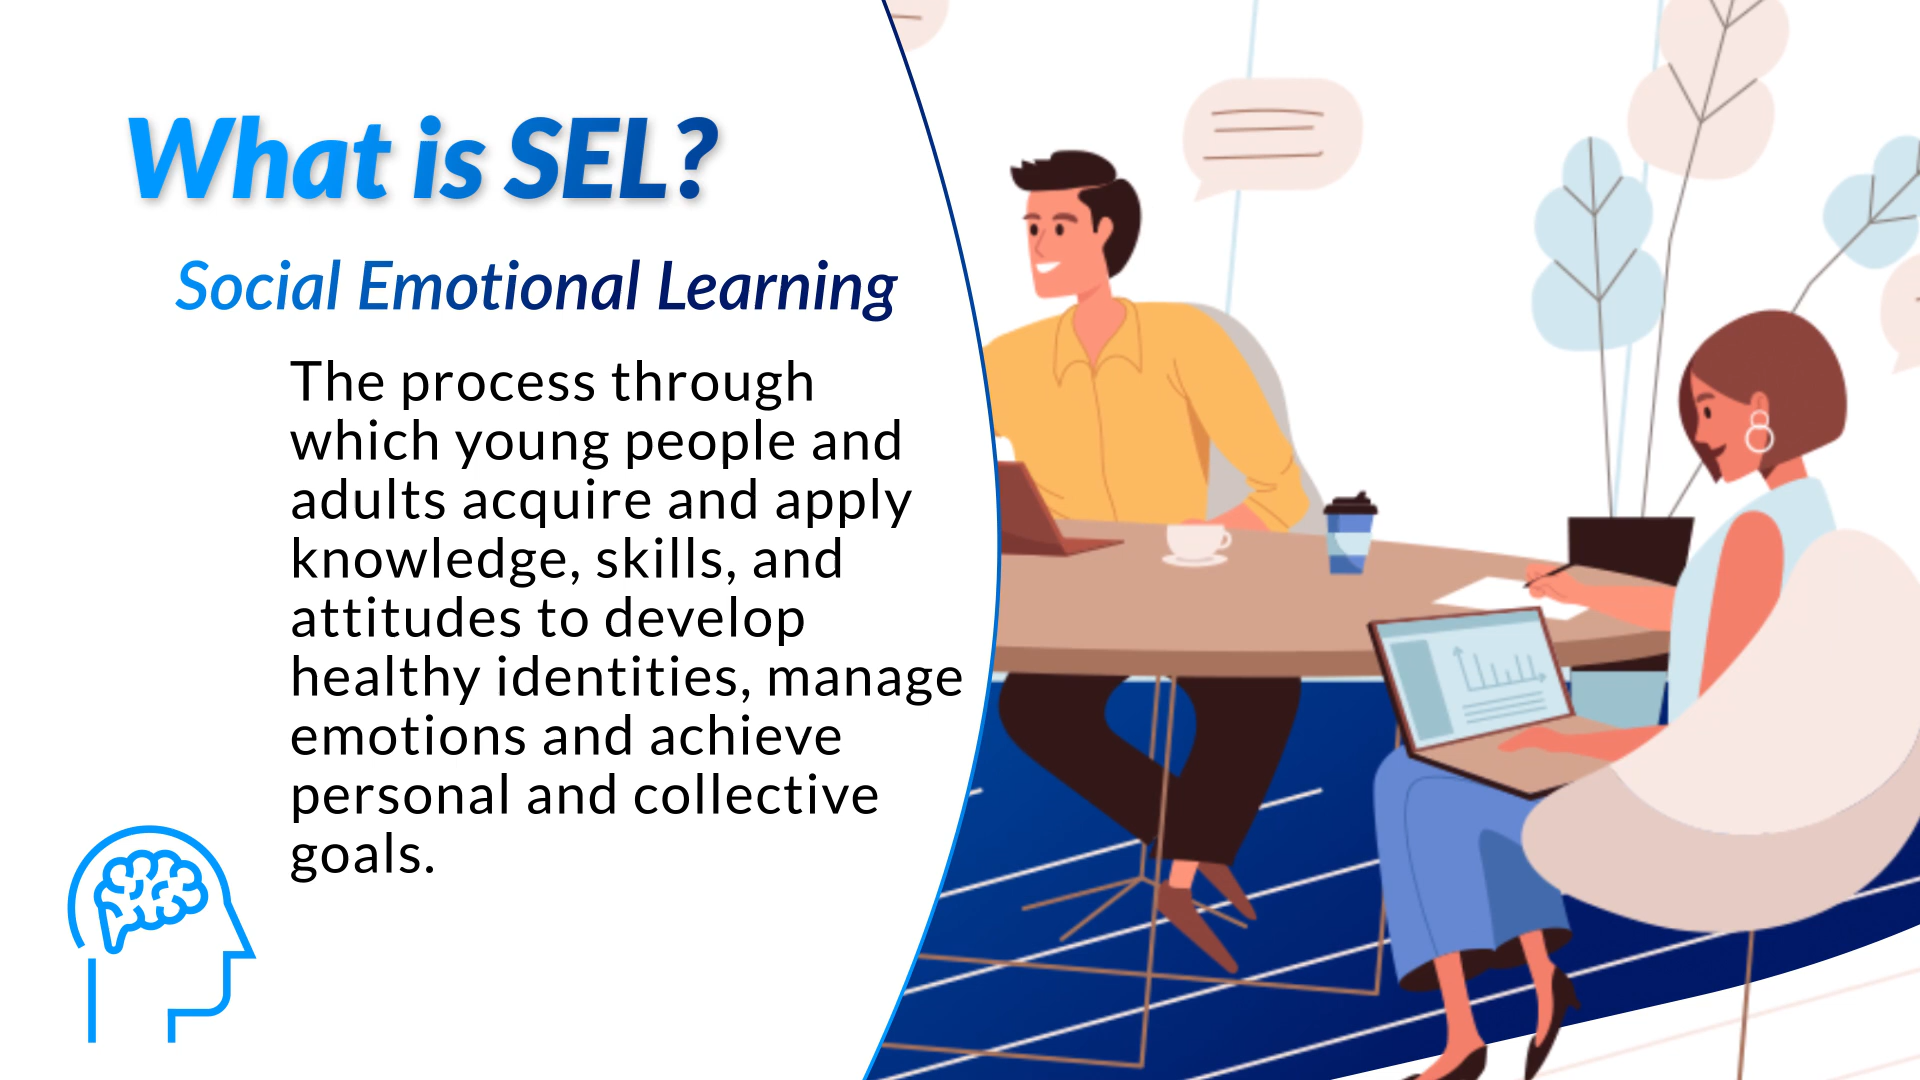 What is SEL?
Social Emotional Learning
The process through
which young people and
adults acquire and apply
knowledge, skills, and
attitudes to develop
healthy identities, manage
emotions and achieve
personal and collective
goals.